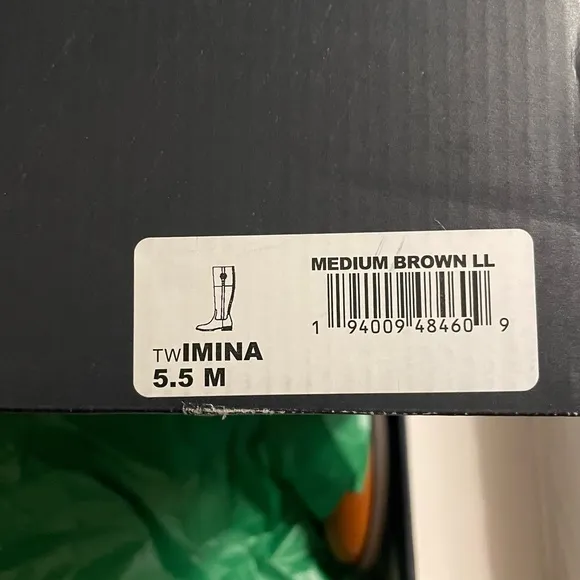 MEDIUM BROWN LL
1 94009 48460 9
TWIMINA
5.5 M